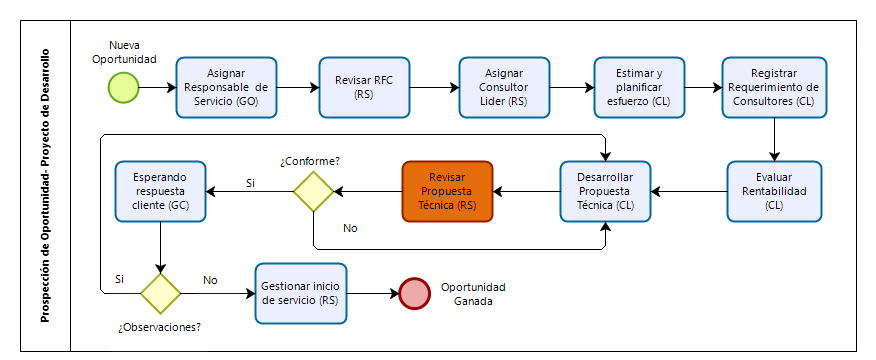 Prospección de Oportunidad- Proyecto de Desarrollo
Nueva
Oportunidad
Asignar
Responsable de
Servicio (GO)
Revisar RFC
(RS)
Asignar
Consultor
Lider (RS)
Estimar y
planificar
esfuerzo (CL)
Registrar
Requerimiento de
Consultores (CL)
Esperando
respuesta
cliente (GC)
Si
¿Conforme?
No
Revisar
Propuesta
Técnica (RS)
Desarrollar
Propuesta
Técnica (CL)
Evaluar
Rentabilidad
(CL)
Si
¿Observaciones?
No
Gestionar inicio
de servicio (RS)
Oportunidad
Ganada